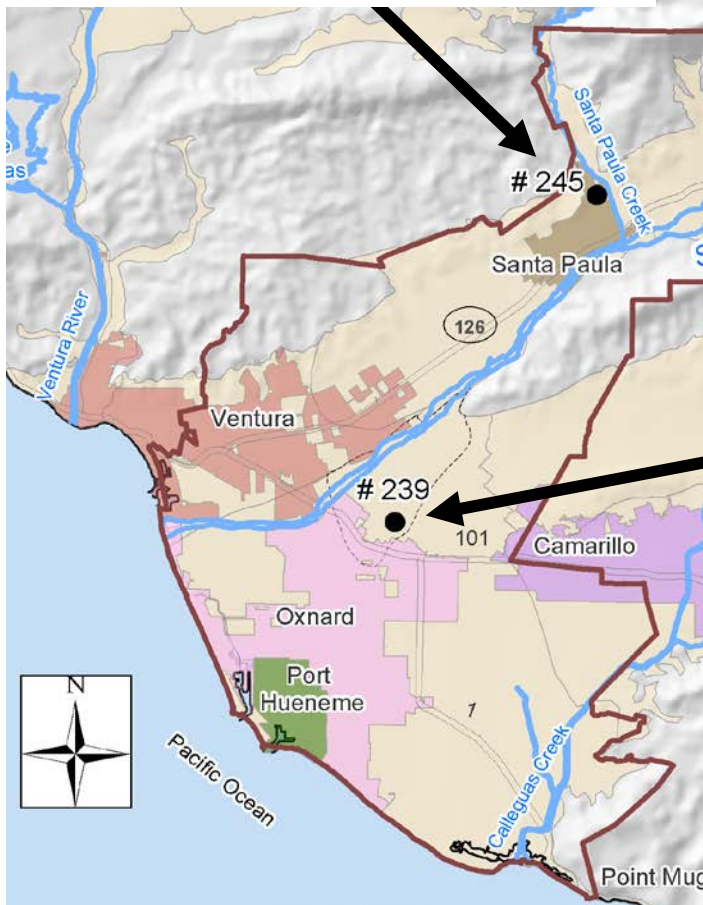 Santa Paula Creek
# 245
as
Santa Paula
S
126
Ventura River
Ventura
# 239
101
Camarillo
Oxnard
Port
Hueneme
N
1
Pacific Ocean
Calleguas Creek
Point Mug